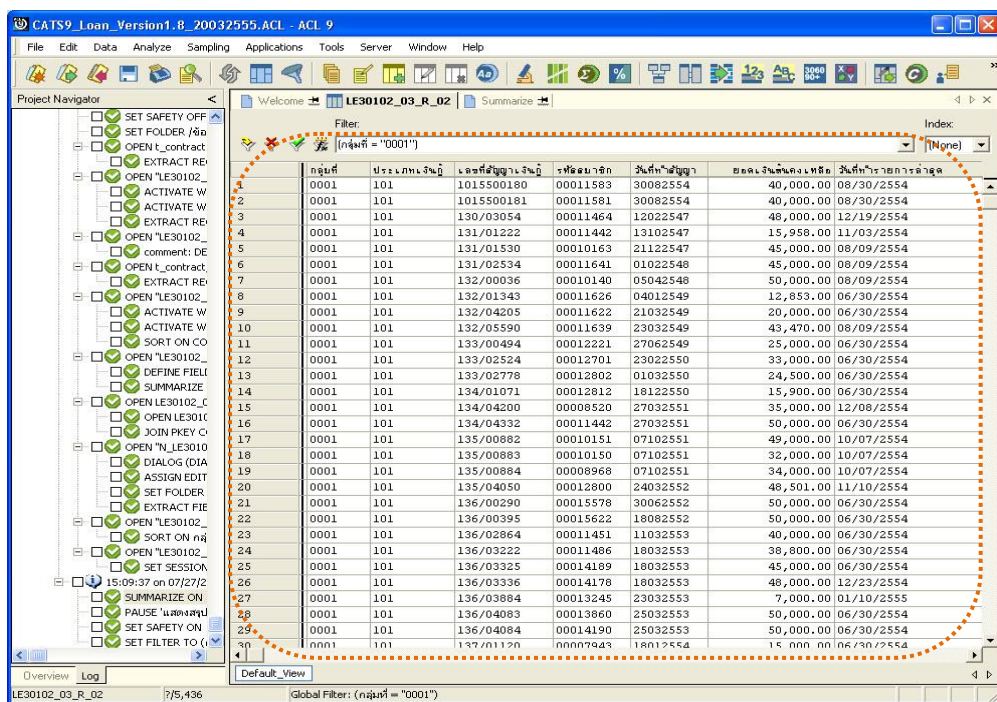 CATS9_Loan_Version1.8_20032555.ACL - ACL 9
File Edit Data Analyze Sampling Applications Tools Server Window Help
Project Navigator <
SET SAFETY OFF
SET FOLDER /ข้อ
OPEN t_contract
EXTRACT RE
OPEN "LE30102_
ACTIVATE W
ACTIVATE W
EXTRACT RE
OPEN "LE30102_
comment: DE
OPEN t_contract_
EXTRACT RE
OPEN "LE30102_
ACTIVATE W
ACTIVATE W
SORT ON CO
OPEN "LE30102_
DEFINE FIEL
SUMMARIZE
OPEN LE30102_0
OPEN LE3010
JOIN PKEY C
OPEN "N_LE3010
DIALOG (DIA
ASSIGN EDIT
SET FOLDER
EXTRACT FIE
OPEN "LE30102_
SORT ON กลุ่
OPEN "LE30102_
SET SESSION
15:09:37 on 07/27/2
SUMMARIZE ON
PAUSE 'แสดงสรุป
SET SAFETY ON
SET FILTER TO (
Overview Log
Welcome LE30102_03_R_02 Summarize
Filter: Index:
(กลุ่มที่ = "0001") (None)
กลุ่มที่ ประเภทเงินกู้ เลขที่สัญญาเงินกู้ รหัสสมาชิก วันที่ทำสัญญา ยอดเงินต้นคงเหลือ วันที่ทำรายการล่าสุด
1 0001 101 1015500180 00011583 30082554 40,000.00 08/30/2554
2 0001 101 1015500181 00011581 30082554 40,000.00 08/30/2554
3 0001 101 130/03054 00011464 12022547 48,000.00 12/19/2554
4 0001 101 131/01222 00011442 13102547 15,958.00 11/03/2554
5 0001 101 131/01530 00010163 21122547 45,000.00 08/09/2554
6 0001 101 131/02534 00011641 01022548 45,000.00 08/09/2554
7 0001 101 132/00036 00010140 05042548 50,000.00 08/09/2554
8 0001 101 132/01343 00011626 04012549 12,853.00 06/30/2554
9 0001 101 132/04205 00011622 21032549 20,000.00 06/30/2554
10 0001 101 132/05590 00011639 23032549 43,470.00 08/09/2554
11 0001 101 133/00494 00012221 27062549 25,000.00 06/30/2554
12 0001 101 133/02524 00012701 23022550 33,000.00 06/30/2554
13 0001 101 133/02778 00012802 01032550 24,500.00 06/30/2554
14 0001 101 134/01071 00012812 18122550 15,900.00 06/30/2554
15 0001 101 134/04200 00008520 27032551 35,000.00 12/08/2554
16 0001 101 134/04332 00011442 27032551 50,000.00 06/30/2554
17 0001 101 135/00882 00010151 07102551 49,000.00 10/07/2554
18 0001 101 135/00883 00010150 07102551 32,000.00 10/07/2554
19 0001 101 135/00884 00008968 07102551 34,000.00 10/07/2554
20 0001 101 135/04050 00012800 24032552 48,501.00 11/10/2554
21 0001 101 136/00290 00015578 30062552 50,000.00 06/30/2554
22 0001 101 136/00395 00015622 18082552 50,000.00 06/30/2554
23 0001 101 136/02864 00011451 11032553 40,000.00 06/30/2554
24 0001 101 136/03222 00011486 18032553 38,800.00 06/30/2554
25 0001 101 136/03325 00014189 18032553 45,000.00 06/30/2554
26 0001 101 136/03336 00014178 18032553 48,000.00 12/23/2554
27 0001 101 136/03884 00013245 23032553 7,000.00 01/10/2555
28 0001 101 136/04083 00013860 25032553 50,000.00 06/30/2554
29 0001 101 136/04084 00014190 25032553 50,000.00 06/30/2554
30 0001 101 137/01120 00007943 18012554 15,000.00 06/30/2554
Default_View
LE30102_03_R_02 ?/5,436 Global Filter: (กลุ่มที่ = "0001")